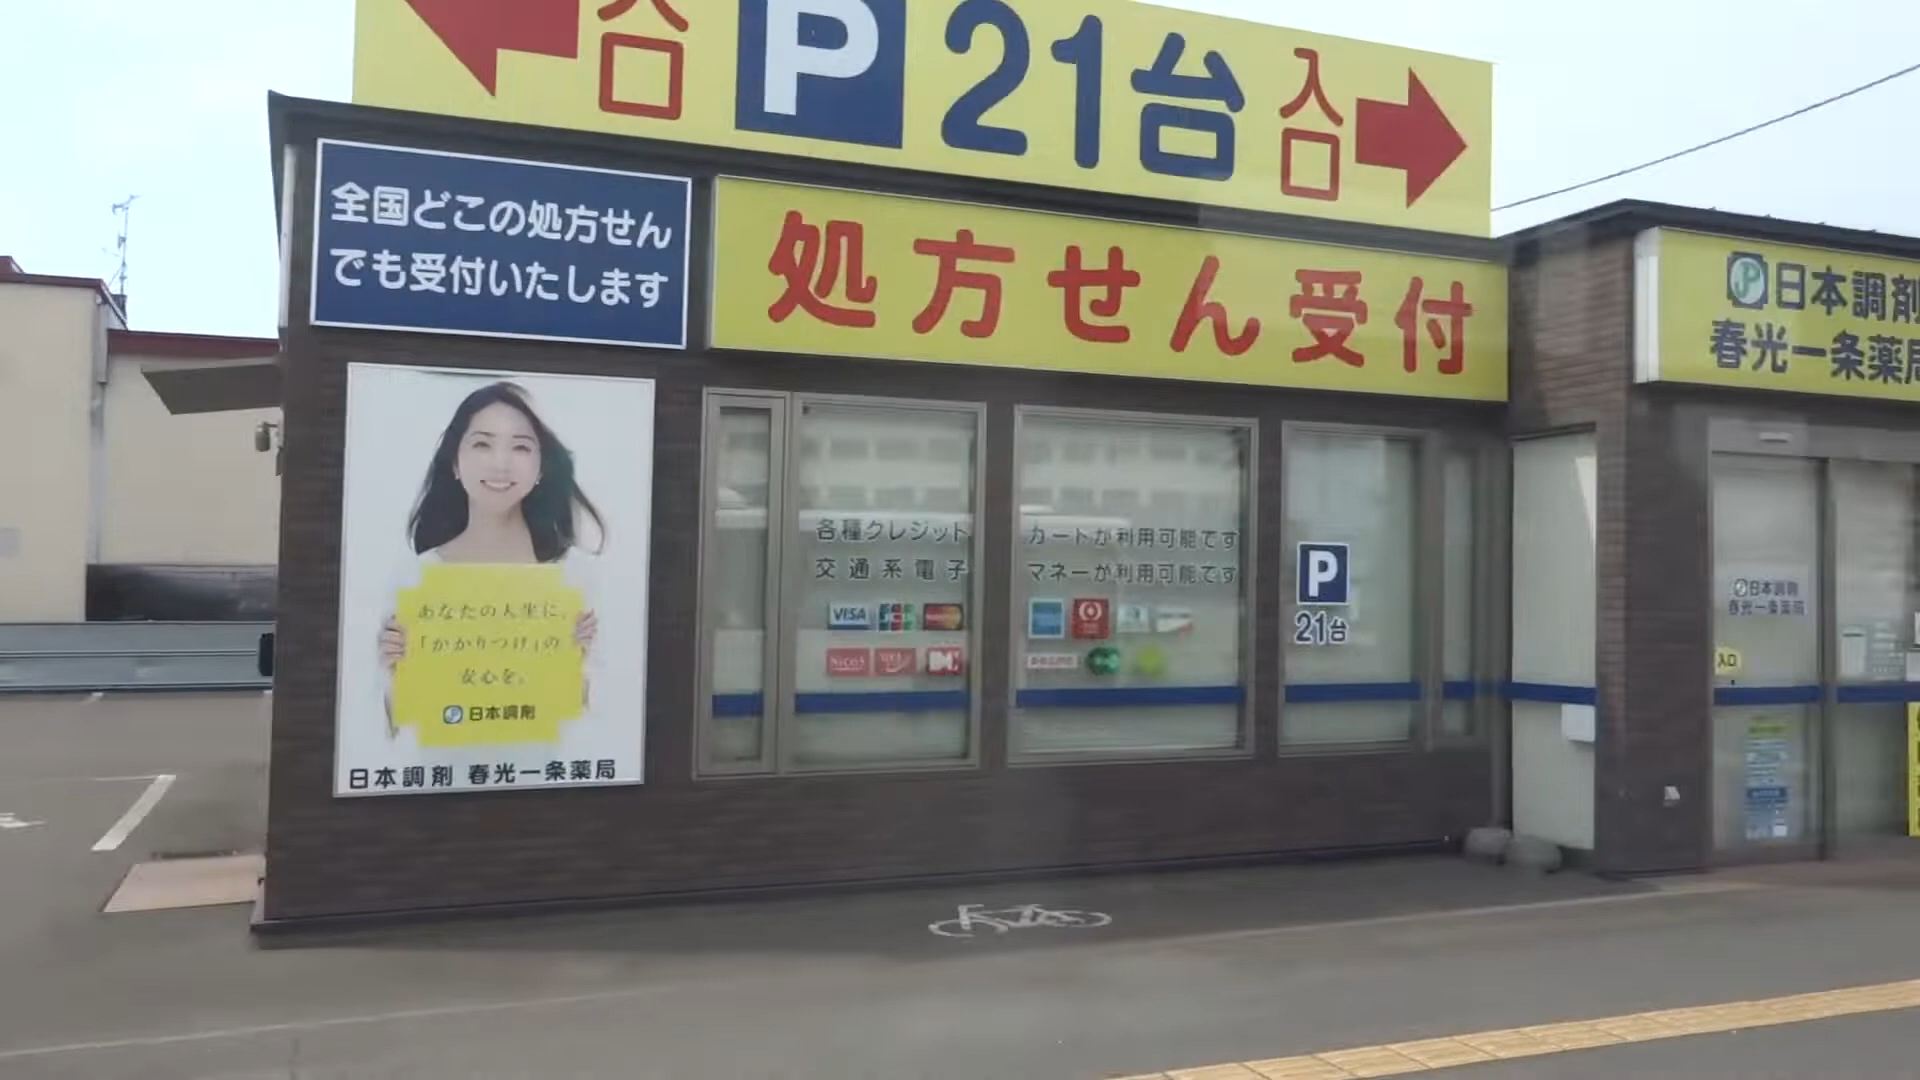 入口 P 21台 入口
全国どこの処方せん
でも受付いたします
処方せん受付
日本調剤
春光一条薬局
あなたの人生に、
「かかりつけ」の
安心を。
日本調剤
日本調剤 春光一条薬局
各種クレジット カードが利用可能です
交通系電子 マネーが利用可能です
VISA JCB MasterCard
NICOS UFJ DC
P
21台
日本調剤
春光一条薬局
入口